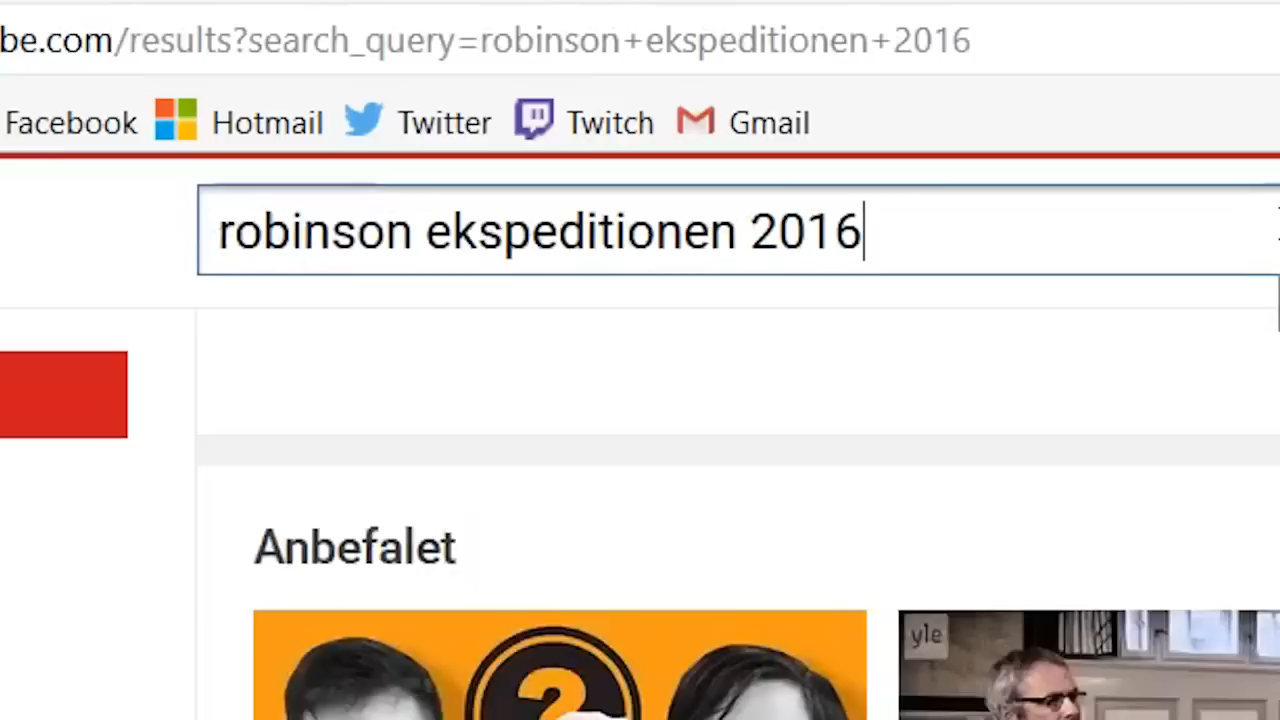 be.com/results?search_query=robinson+ekspeditionen+2016
Facebook Hotmail Twitter Twitch Gmail
robinson ekspeditionen 2016
Anbefalet
?
yle